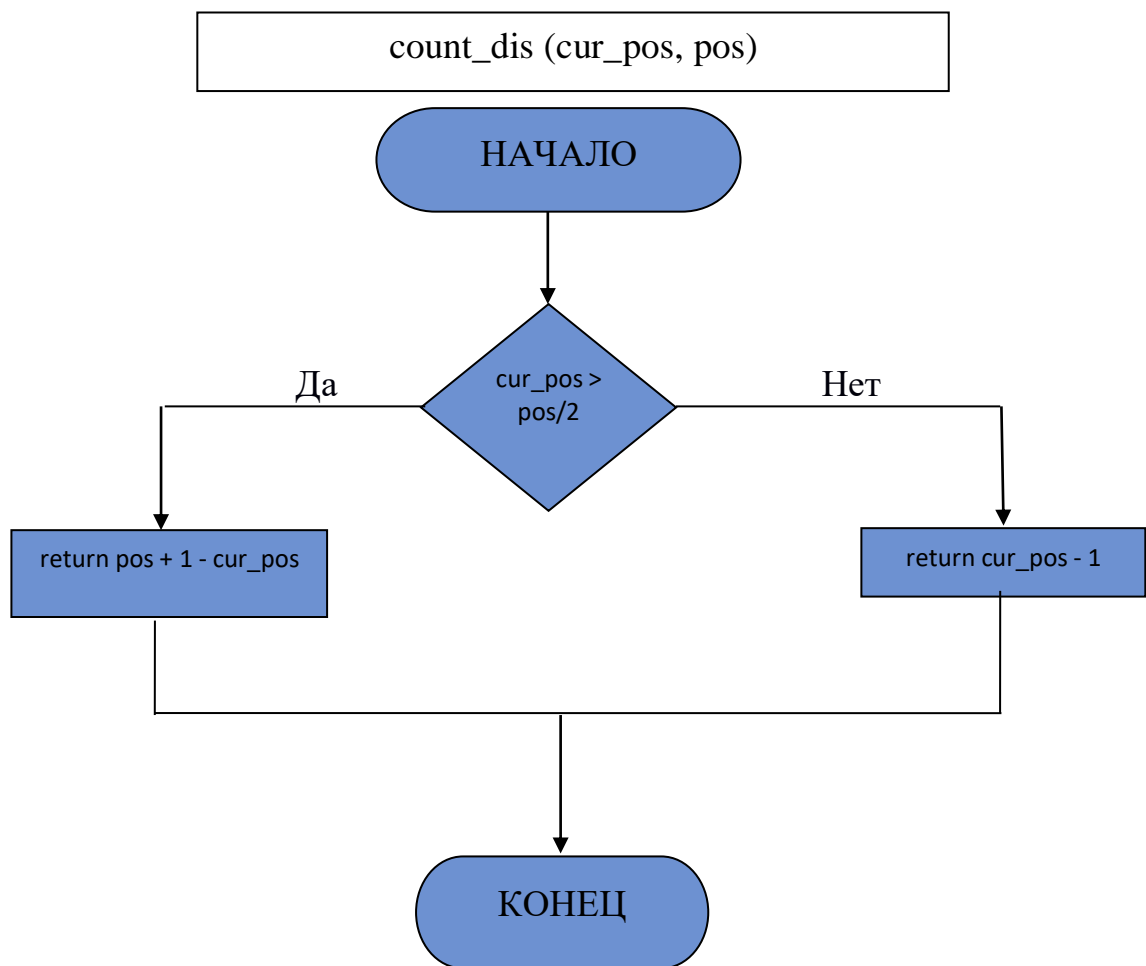 count_dis (cur_pos, pos)
НАЧАЛО
Да
cur_pos >
pos/2
Нет
return pos + 1 - cur_pos
return cur_pos - 1
КОНЕЦ